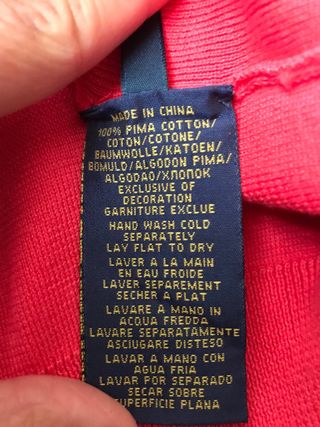 MADE IN CHINA
100% PIMA COTTON/
COTON/COTONE/
BAUMWOLLE/KATOEN/
BOMULD/ALGODON PIMA/
ALGODAO/ХЛОПОК
EXCLUSIVE OF
DECORATION
GARNITURE EXCLUE
HAND WASH COLD
SEPARATELY
LAY FLAT TO DRY
LAVER A LA MAIN
EN EAU FROIDE
LAVER SEPAREMENT
SECHER A PLAT
LAVARE A MANO IN
ACQUA FREDDA
LAVARE SEPARATAMENTE
ASCIUGARE DISTESO
LAVAR A MANO CON
AGUA FRIA
LAVAR POR SEPARADO
SECAR SOBRE
SUPERFICIE PLANA